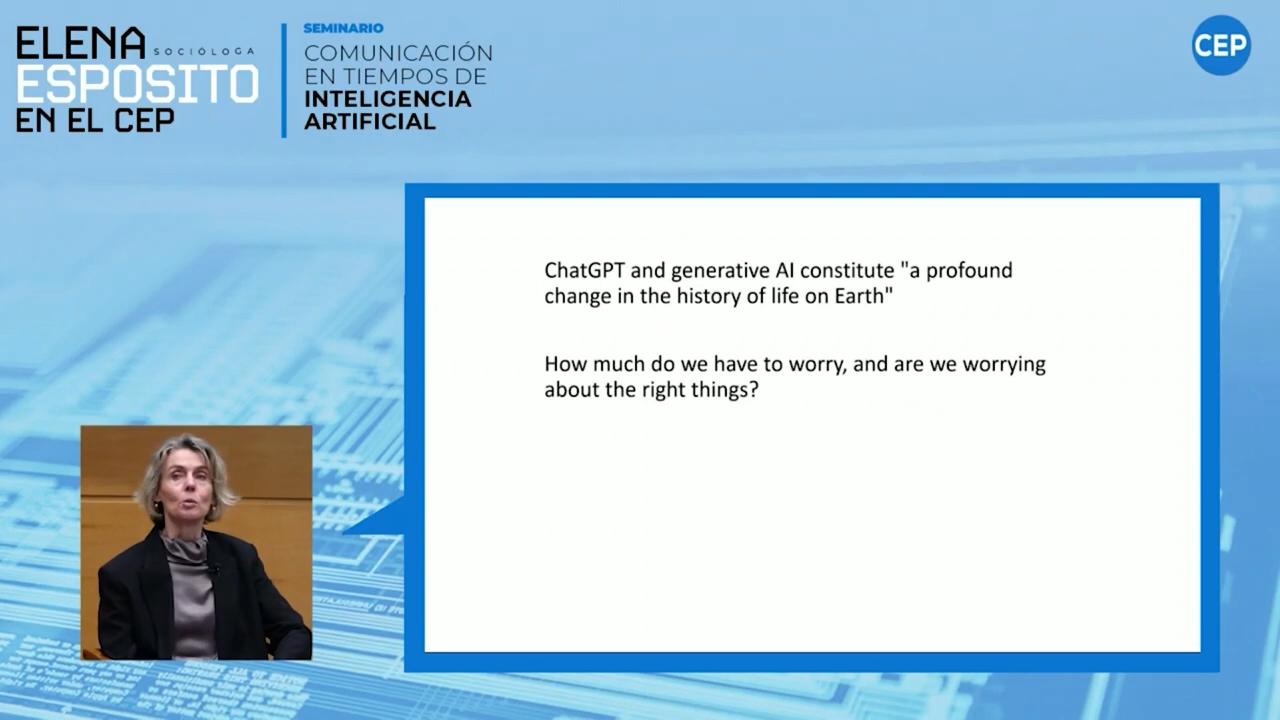 ELENA SOCIÓLOGA
ESPOSITO
EN EL CEP
SEMINARIO
COMUNICACIÓN
EN TIEMPOS DE
INTELIGENCIA
ARTIFICIAL
CEP
ChatGPT and generative AI constitute "a profound
change in the history of life on Earth"
How much do we have to worry, and are we worrying
about the right things?